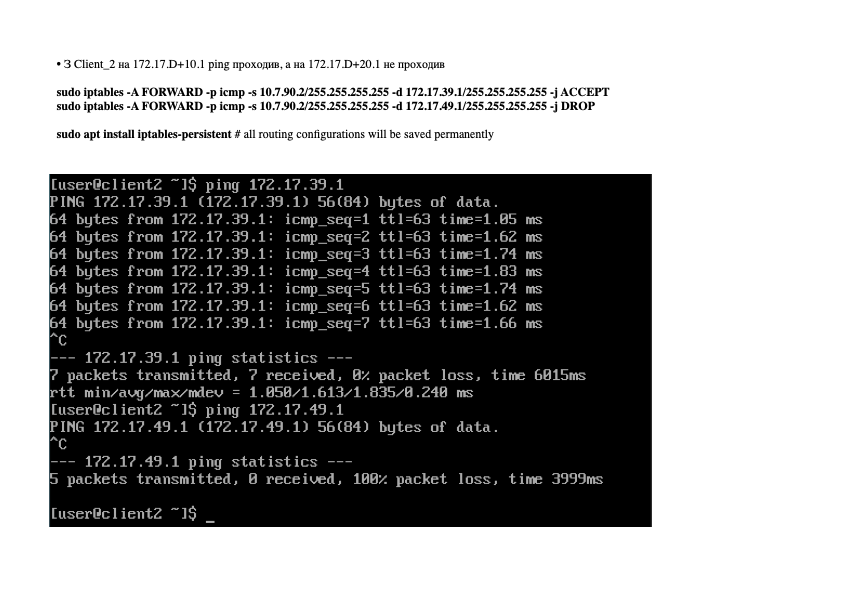 • З Client_2 на 172.17.D+10.1 ping проходив, а на 172.17.D+20.1 не проходив
sudo iptables -A FORWARD -p icmp -s 10.7.90.2/255.255.255.255 -d 172.17.39.1/255.255.255.255 -j ACCEPT
sudo iptables -A FORWARD -p icmp -s 10.7.90.2/255.255.255.255 -d 172.17.49.1/255.255.255.255 -j DROP
sudo apt install iptables-persistent # all routing configurations will be saved permanently
[user@client2 ~]$ ping 172.17.39.1
PING 172.17.39.1 (172.17.39.1) 56(84) bytes of data.
64 bytes from 172.17.39.1: icmp_seq=1 ttl=63 time=1.05 ms
64 bytes from 172.17.39.1: icmp_seq=2 ttl=63 time=1.62 ms
64 bytes from 172.17.39.1: icmp_seq=3 ttl=63 time=1.74 ms
64 bytes from 172.17.39.1: icmp_seq=4 ttl=63 time=1.83 ms
64 bytes from 172.17.39.1: icmp_seq=5 ttl=63 time=1.74 ms
64 bytes from 172.17.39.1: icmp_seq=6 ttl=63 time=1.62 ms
64 bytes from 172.17.39.1: icmp_seq=7 ttl=63 time=1.66 ms
^C
--- 172.17.39.1 ping statistics ---
7 packets transmitted, 7 received, 0% packet loss, time 6015ms
rtt min/avg/max/mdev = 1.050/1.613/1.835/0.240 ms
[user@client2 ~]$ ping 172.17.49.1
PING 172.17.49.1 (172.17.49.1) 56(84) bytes of data.
^C
--- 172.17.49.1 ping statistics ---
5 packets transmitted, 0 received, 100% packet loss, time 3999ms
[user@client2 ~]$ _